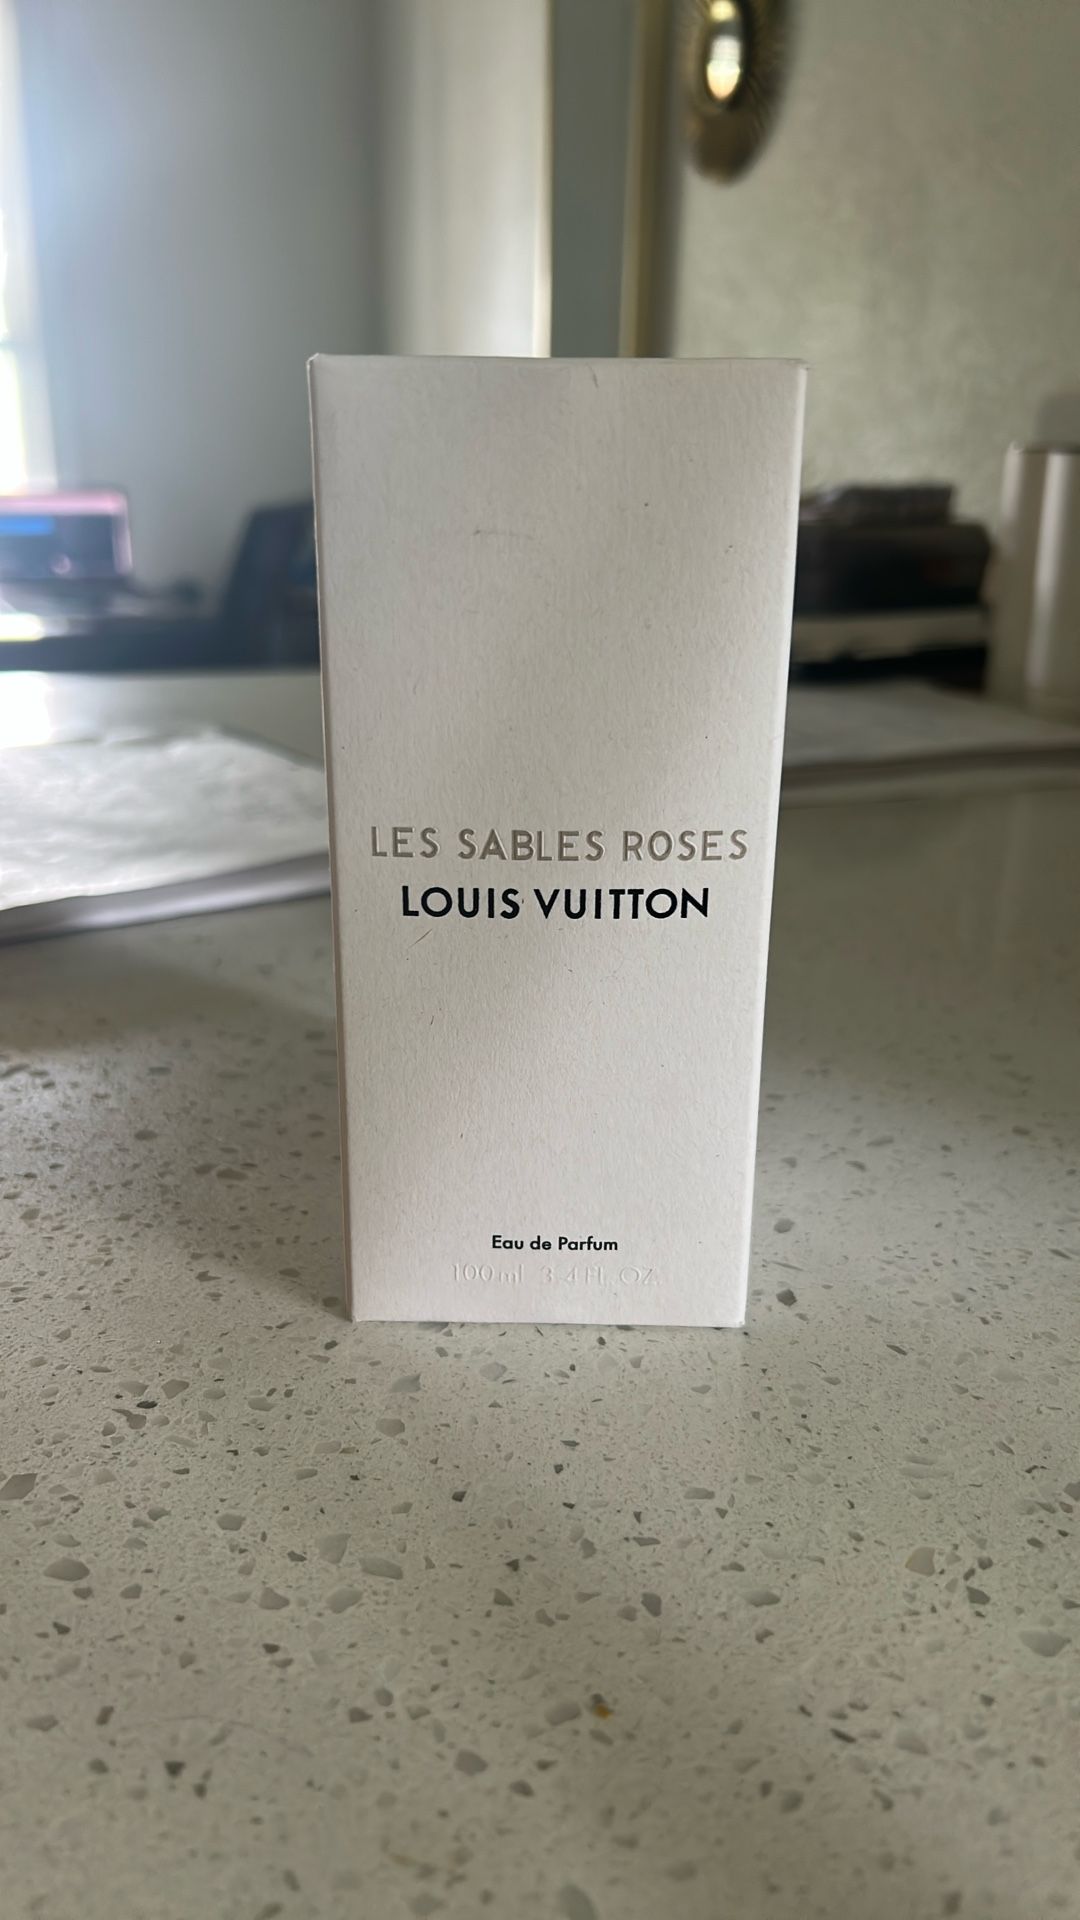 LES SABLES ROSES
LOUIS VUITTON
Eau de Parfum
100 ml 3.4 FL. OZ.